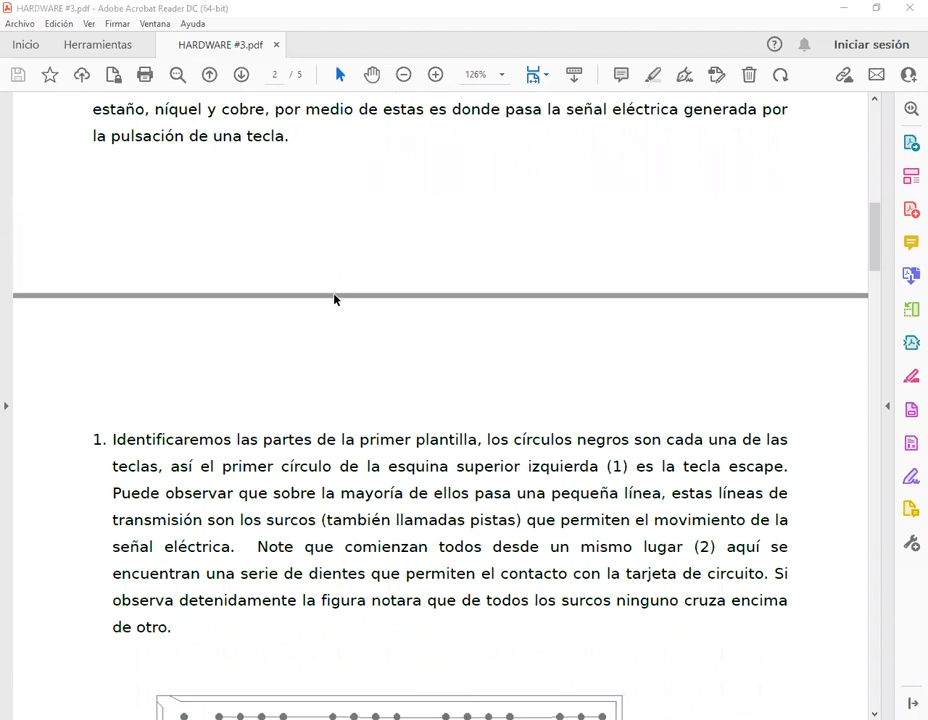 HARDWARE #3.pdf - Adobe Acrobat Reader DC (64-bit)
Archivo Edición Ver Firmar Ventana Ayuda
Inicio Herramientas HARDWARE #3.pdf × Iniciar sesión
2 / 5 126%
estaño, níquel y cobre, por medio de estas es donde pasa la señal eléctrica generada por
la pulsación de una tecla.
1. Identificaremos las partes de la primer plantilla, los círculos negros son cada una de las
teclas, así el primer círculo de la esquina superior izquierda (1) es la tecla escape.
Puede observar que sobre la mayoría de ellos pasa una pequeña línea, estas líneas de
transmisión son los surcos (también llamadas pistas) que permiten el movimiento de la
señal eléctrica. Note que comienzan todos desde un mismo lugar (2) aquí se
encuentran una serie de dientes que permiten el contacto con la tarjeta de circuito. Si
observa detenidamente la figura notara que de todos los surcos ninguno cruza encima
de otro.